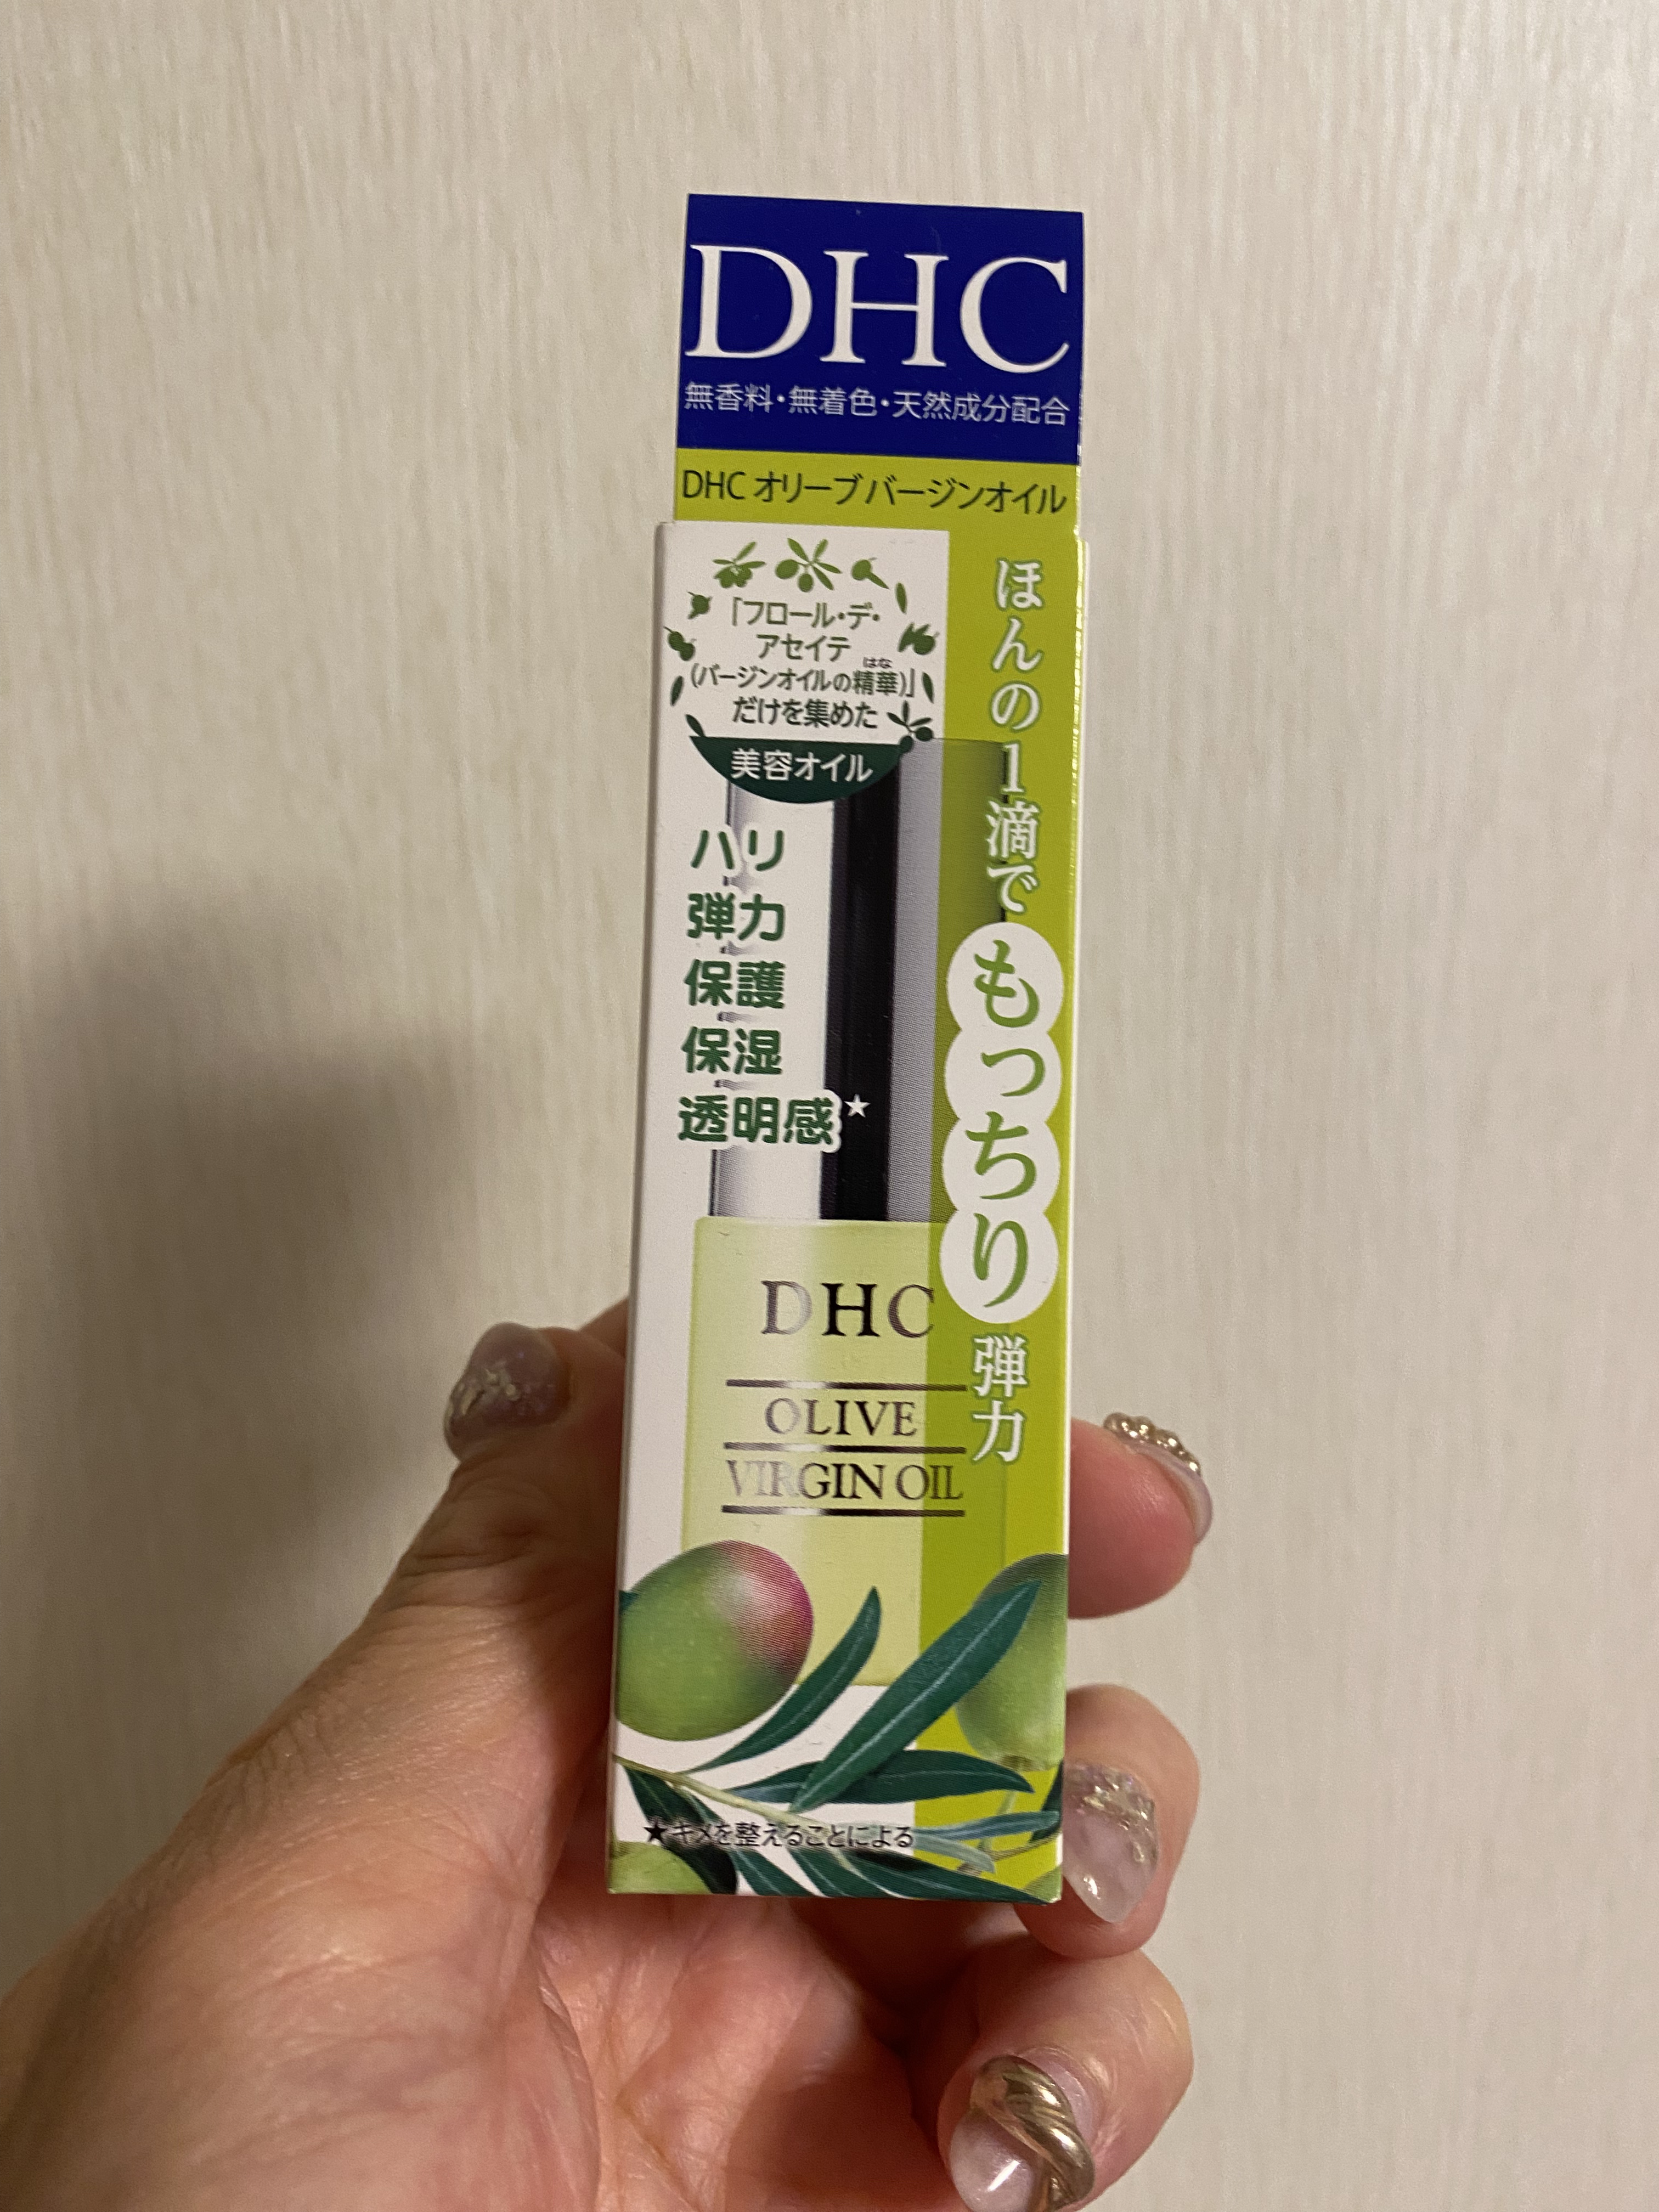 DHC
無香料・無着色・天然成分配合
DHC オリーブバージンオイル
「フロール・デ・
アセイテ
(バージンオイルの精華)」
はな
だけを集めた
美容オイル
ほんの1滴でもっちり弾力
ハリ
弾力
保護
保湿
透明感★
DHC
OLIVE
VIRGIN OIL
★キメを整えることによる